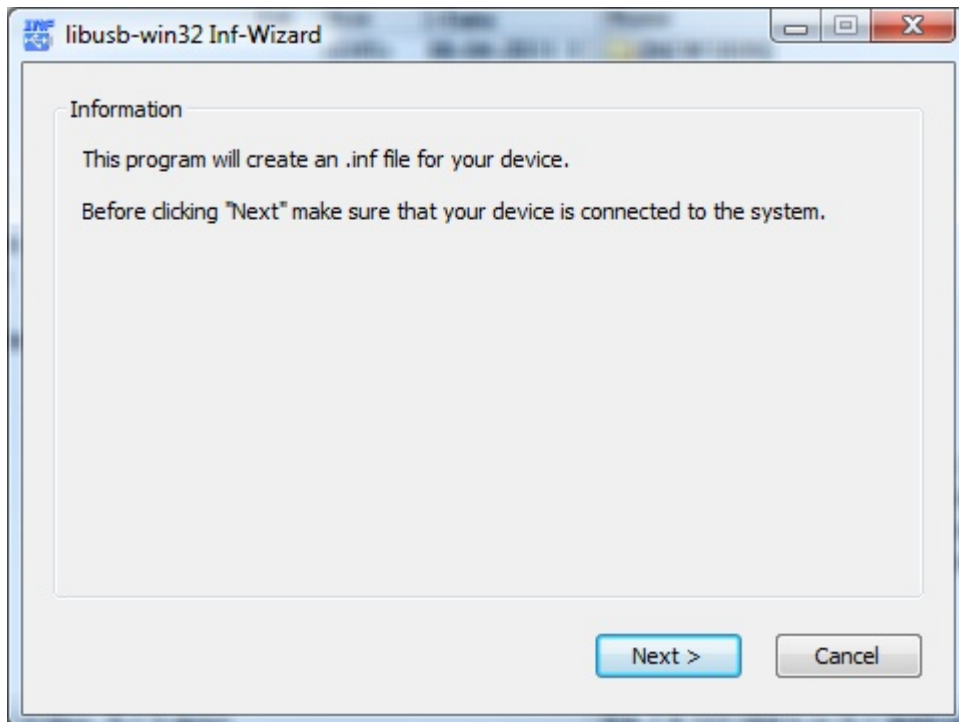 INF
libusb-win32 Inf-Wizard
Information
This program will create an .inf file for your device.
Before clicking "Next" make sure that your device is connected to the system.
Next >
Cancel